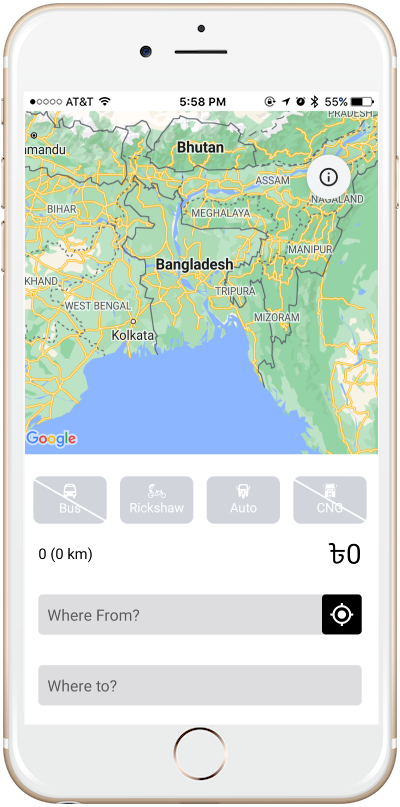 AT&T 5:58 PM 55%
PRADESH
Bhutan
mandu
ASSAM
NAGALAND
BIHAR
MEGHALAYA
MANIPUR
Bangladesh
KHAND
TRIPURA
WEST BENGAL
MIZORAM
Kolkata
Google
Bus Rickshaw Auto CNG
0 (0 km) ৳0
Where From?
Where to?